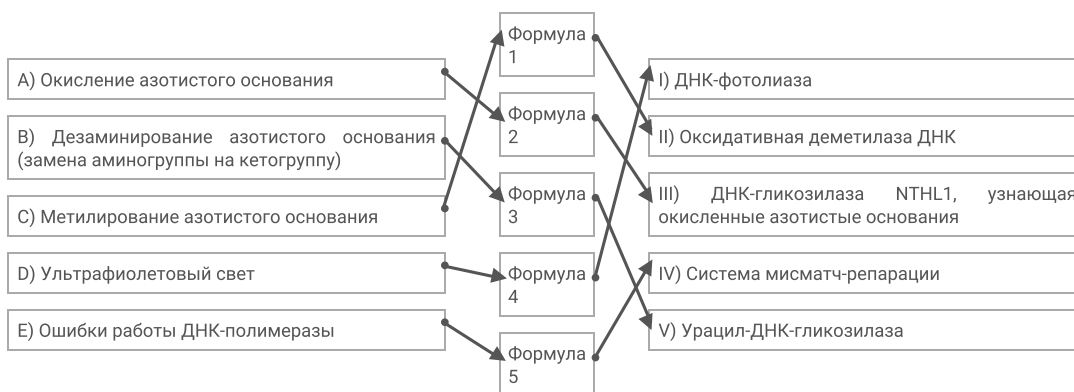 A) Окисление азотистого основания
B) Дезаминирование азотистого основания
(замена аминогруппы на кетогруппу)
C) Метилирование азотистого основания
D) Ультрафиолетовый свет
E) Ошибки работы ДНК-полимеразы
Формула
1
Формула
2
Формула
3
Формула
4
Формула
5
I) ДНК-фотолиаза
II) Оксидативная деметилаза ДНК
III) ДНК-гликозилаза NTHL1, узнающая
окисленные азотистые основания
IV) Система мисматч-репарации
V) Урацил-ДНК-гликозилаза